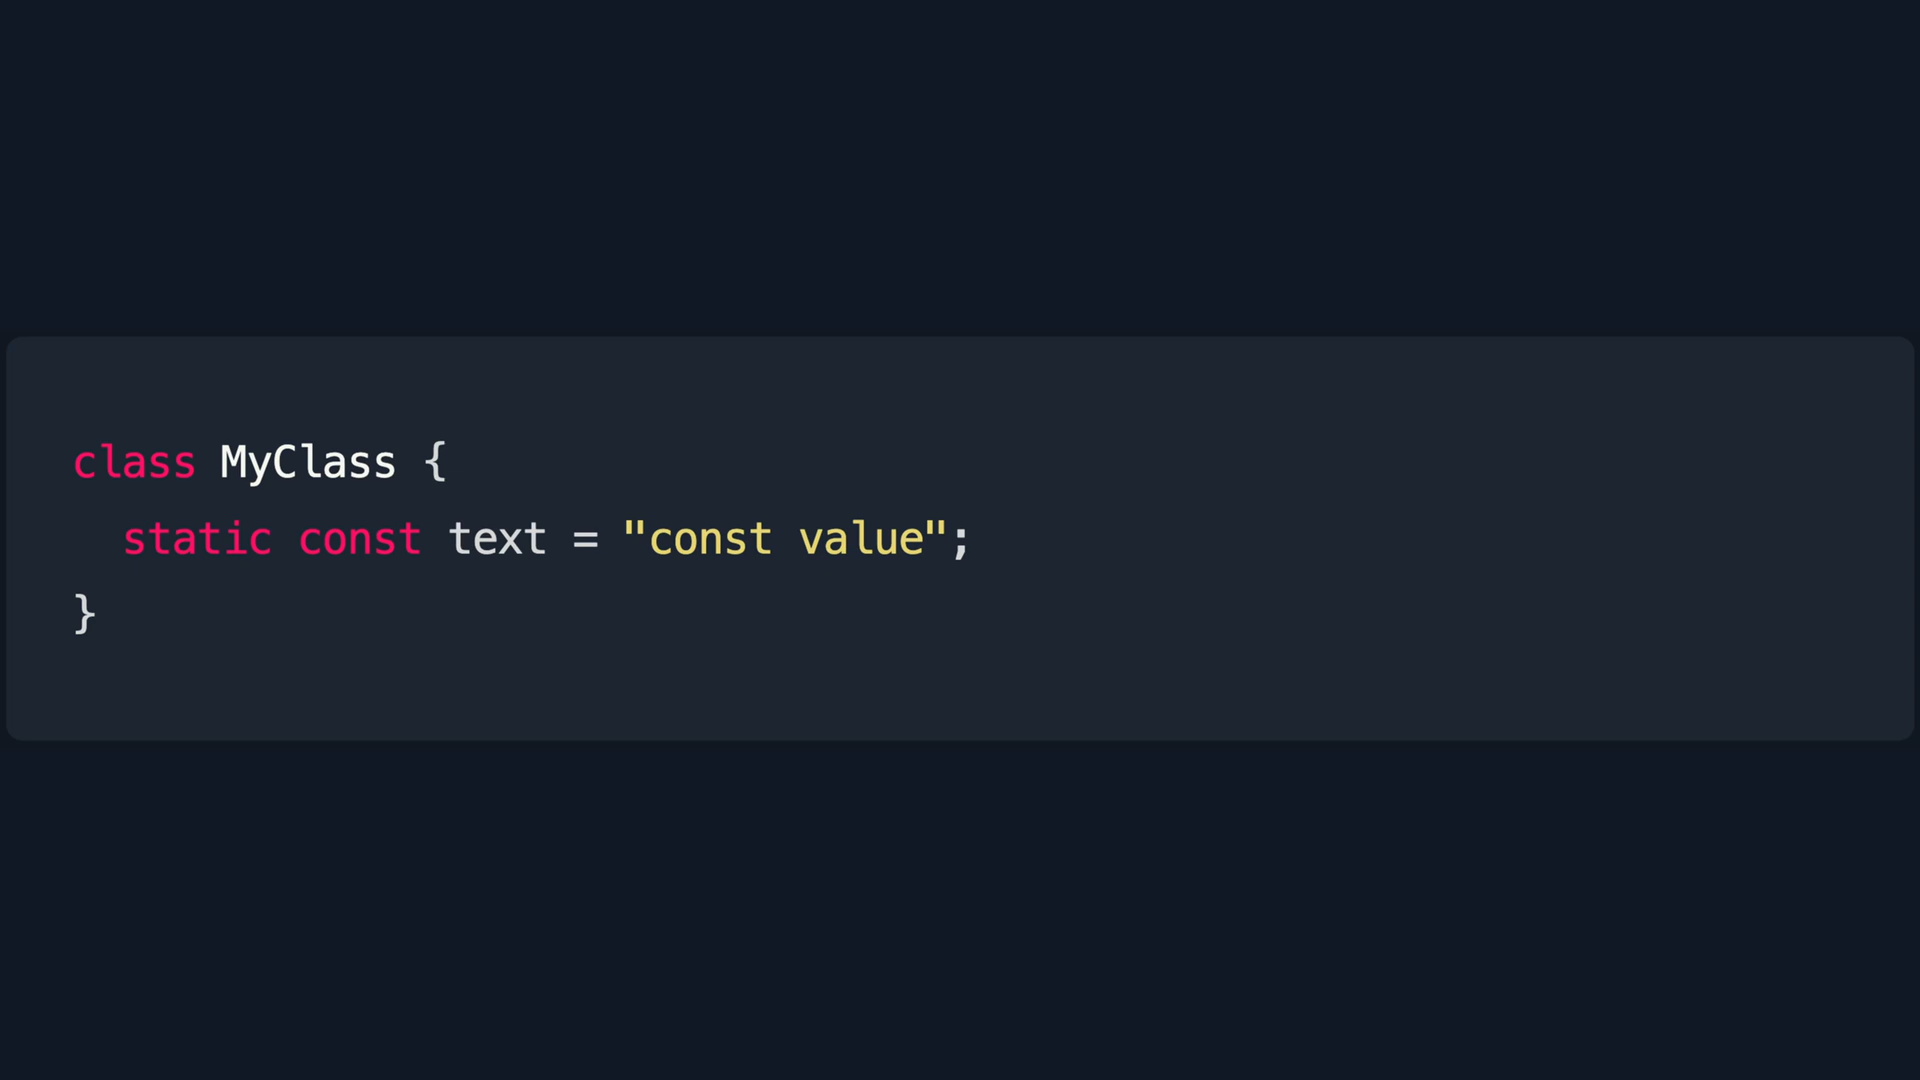 class MyClass {
  static const text = "const value";
}